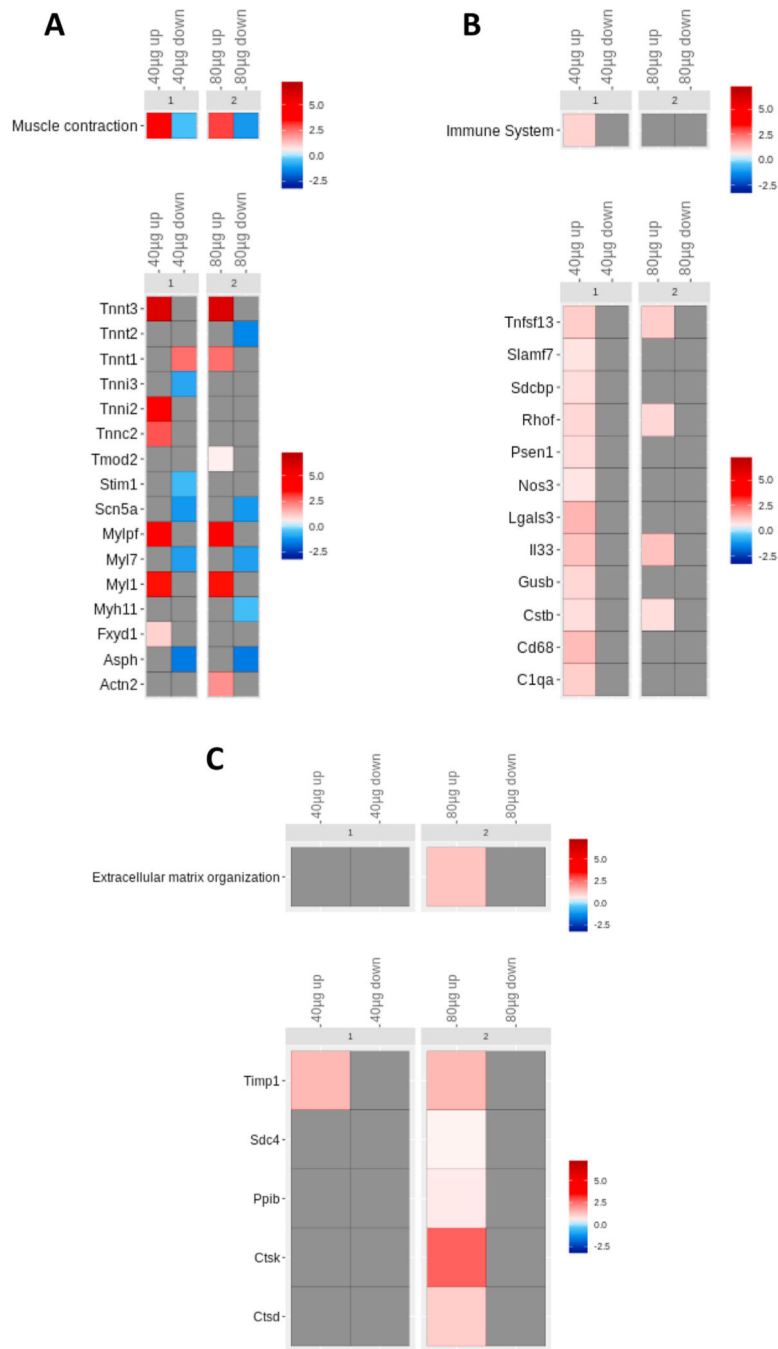 A
40µg up
40µg down
80µg up
80µg down
1
2
Muscle contraction
5.0
2.5
0.0
-2.5
40µg up
40µg down
80µg up
80µg down
1
2
Tnnt3
Tnnt2
Tnnt1
Tnni3
Tnni2
Tnnc2
Tmod2
Stim1
Scn5a
Mylpf
Myl7
Myl1
Myh11
Fxyd1
Asph
Actn2
5.0
2.5
0.0
-2.5
B
40µg up
40µg down
80µg up
80µg down
1
2
Immune System
5.0
2.5
0.0
-2.5
40µg up
40µg down
80µg up
80µg down
1
2
Tnfsf13
Slamf7
Sdcbp
Rhof
Psen1
Nos3
Lgals3
Il33
Gusb
Cstb
Cd68
C1qa
5.0
2.5
0.0
-2.5
C
40µg up
40µg down
80µg up
80µg down
1
2
Extracellular matrix organization
5.0
2.5
0.0
-2.5
40µg up
40µg down
80µg up
80µg down
1
2
Timp1
Sdc4
Ppib
Ctsk
Ctsd
5.0
2.5
0.0
-2.5